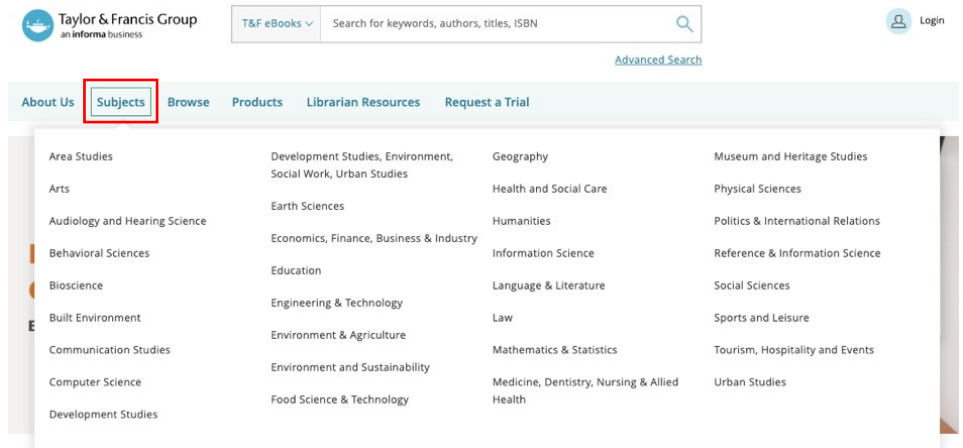 Taylor & Francis Group
an informa business
T&F eBooks
Search for keywords, authors, titles, ISBN
Login
Advanced Search
About Us
Subjects
Browse
Products
Librarian Resources
Request a Trial
Area Studies
Arts
Audiology and Hearing Science
Behavioral Sciences
Bioscience
Built Environment
Communication Studies
Computer Science
Development Studies
Development Studies, Environment,
Social Work, Urban Studies
Earth Sciences
Economics, Finance, Business & Industry
Education
Engineering & Technology
Environment & Agriculture
Environment and Sustainability
Food Science & Technology
Geography
Health and Social Care
Humanities
Information Science
Language & Literature
Law
Mathematics & Statistics
Medicine, Dentistry, Nursing & Allied
Health
Museum and Heritage Studies
Physical Sciences
Politics & International Relations
Reference & Information Science
Social Sciences
Sports and Leisure
Tourism, Hospitality and Events
Urban Studies